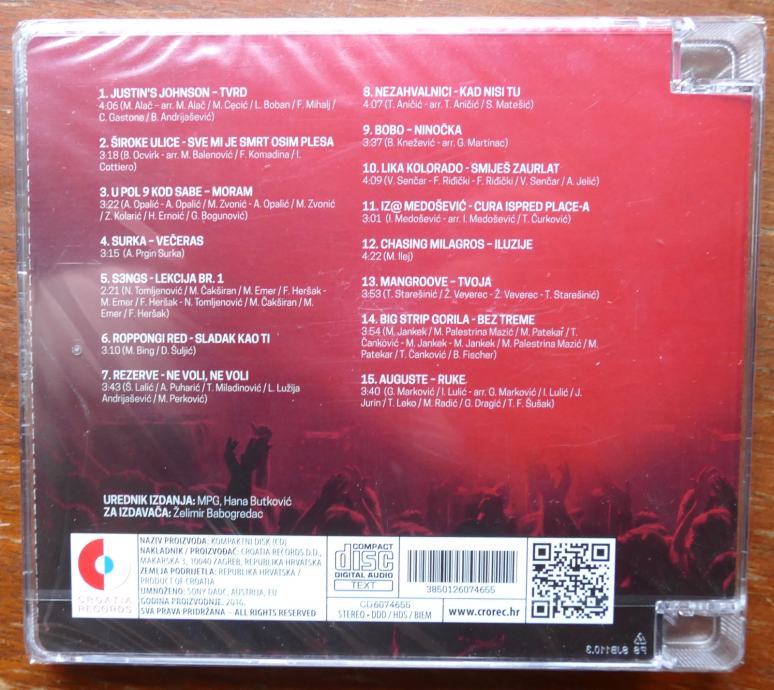 1. JUSTIN'S JOHNSON – TVRD
4:06 (M. Alač – arr. M. Alač / M. Cęcić / L. Boban / F. Mihalj /
C. Gastone / B. Andrijašević)
2. ŠIROKE ULICE - SVE MI JE SMRT OSIM PLESA
3:18 (B. Ocvirk - arr. M. Balenović / F. Komadina / I.
Cottiero)
3. U POL 9 KOD SABE – MORAM
3:22 (A. Opalić - A. Opalić / M. Zvonić - A. Opalić / M. Zvonić
/ Z. Kolarić / H. Ernoić / G. Bogunović)
4. SURKA – VEČERAS
3:15 (A. Prgin Surka)
5. S3NGS - LEKCIJA BR. 1
2:21 (N. Tomljenović / M. Čakširan / M. Emer / F. Heršak -
M. Emer / F. Heršak - N. Tomljenović / M. Čakširan / M.
Emer / F. Heršak)
6. ROPPONGI RED - SLADAK KAO TI
3:10 (M. Bing / D. Šuljić)
7. REZERVE - NE VOLI, NE VOLI
3:43 (Š. Lalić / A. Puharić / T. Miladinović / L. Lužija
Andrijašević / M. Perković)
8. NEZAHVALNICI - KAD NISI TU
4:07 (T. Aničić - arr. T. Aničić / S. Matešić)
9. BOBO – NINOČKA
3:37 (B. Knežević - arr. G. Martinac)
10. LIKA KOLORADO - SMIJEŠ ZAURLAT
4:09 (V. Senčar - F. Riđički - F. Riđički / V. Senčar / A. Jelić)
11. IZ@ MEDOŠEVIĆ - CURA ISPRED PLACE-A
3:01 (I. Medošević - arr. I. Medošević / T. Ćurković)
12. CHASING MILAGROS – ILUZIJE
4:22 (M. Ilej)
13. MANGROOVE – TVOJA
3:53 (T. Starešinić / Ž. Veverec - Ž. Veverec - T. Starešinić)
14. BIG STRIP GORILA - BEZ TREME
3:54 (M. Jankek / M. Palestrina Mazić / M. Patekar / T.
Čanković - M. Jankek - M. Jankek / M. Palestrina Mazić / M.
Patekar / T. Čanković / B. Fischer)
15. AUGUSTE – RUKE
3:40 (G. Marković / I. Lulić - arr. G. Marković / I. Lulić / J.
Jurin / T. Leko / M. Radić / G. Dragić / T. F. Šušak)
UREDNIK IZDANJA: MPG, Hana Butković
ZA IZDAVAČA: Želimir Babogredac
CROATIA
RECORDS
NAZIV PROIZVODA: KOMPAKTNI DISK (CD)
NAKLADNIK / PROIZVOĐAČ: CROATIA RECORDS D.D.,
MAKARSKA 3, 10040 ZAGREB, REPUBLIKA HRVATSKA
ZEMLJA PODRIJETLA: REPUBLIKA HRVATSKA /
PRODUCT OF CROATIA
UMNOŽENO: SONY DADC, AUSTRIJA, EU
GODINA PROIZVODNJE: 2016.
SVA PRAVA PRIDRŽANA – ALL RIGHTS RESERVED
COMPACT
disc
DIGITAL AUDIO
TEXT
3850126074655
CD6074655
STEREO • DDD / HDS / BIEM
www.crorec.hr